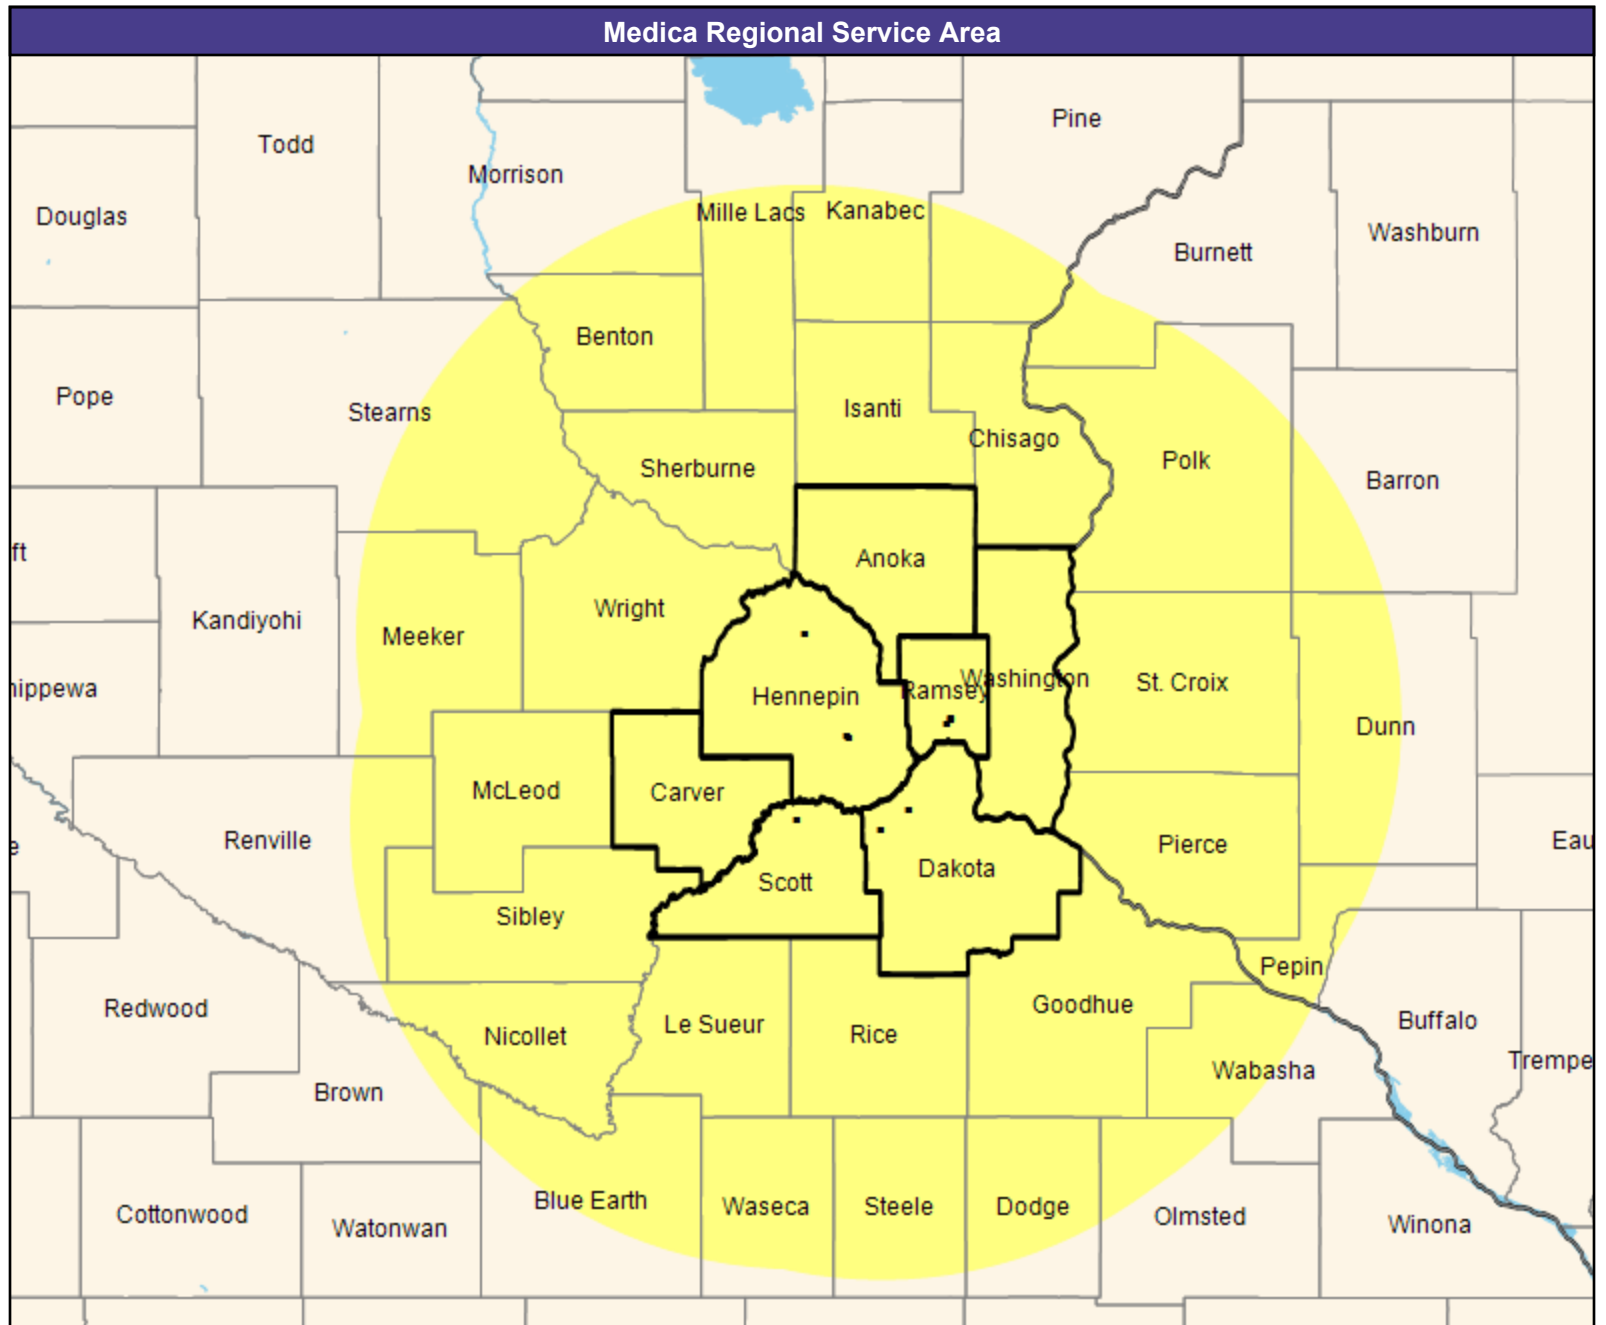 Medica Regional Service Area
Pine
Todd
Morrison
Mille Lacs
Kanabec
Douglas
Washburn
Burnett
Benton
Pope
Stearns
Isanti
Chisago
Polk
Sherburne
Barron
ft
Anoka
Wright
Kandiyohi
Meeker
Washington
St. Croix
hippewa
Hennepin
Ramsey
Dunn
McLeod
Carver
Renville
Pierce
Eau
e
Scott
Dakota
Sibley
Pepin
Redwood
Goodhue
Buffalo
Le Sueur
Rice
Nicollet
Trempe
Wabasha
Brown
Blue Earth
Waseca
Steele
Dodge
Cottonwood
Olmsted
Watonwan
Winona